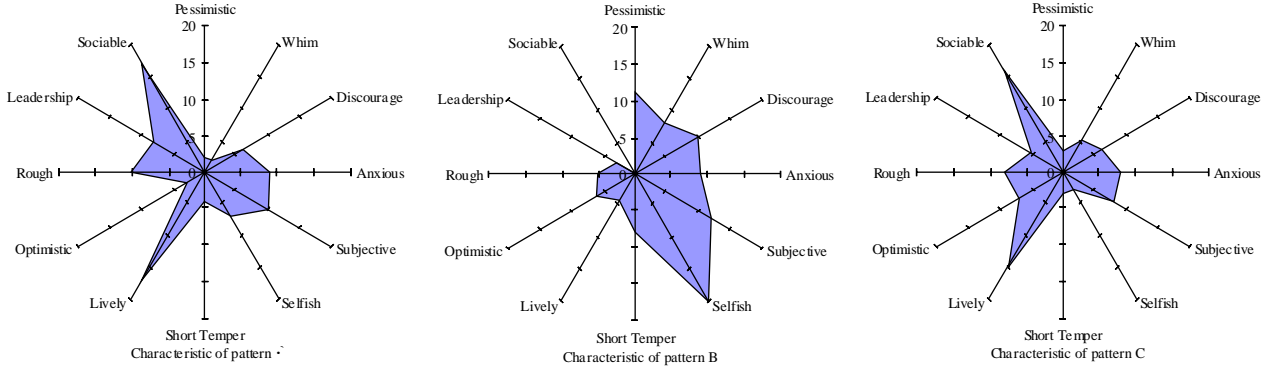 Pessimistic
20
Sociable
Whim
15
Leadership
10
Discourage
5
Rough
0
Anxious
Optimistic
Subjective
Lively
Selfish
Short Temper
Characteristic of pattern
Pessimistic
20
Sociable
Whim
15
Leadership
10
Discourage
5
Rough
0
Anxious
Optimistic
Subjective
Lively
Selfish
Short Temper
Characteristic of pattern B
Pessimistic
20
Sociable
Whim
15
Leadership
10
Discourage
5
Rough
0
Anxious
Optimistic
Subjective
Lively
Selfish
Short Temper
Characteristic of pattern C